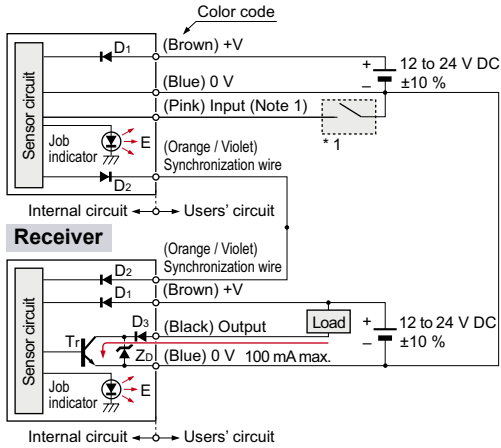 Color code
D1
(Brown) +V
+
12 to 24 V DC
–
±10 %
(Blue) 0 V
(Pink) Input (Note 1)
* 1
Sensor circuit
Job
indicator
E
(Orange / Violet)
Synchronization wire
D2
Internal circuit
Users' circuit
Receiver
(Orange / Violet)
Synchronization wire
D2
D1
(Brown) +V
D3
(Black) Output
Load
+
12 to 24 V DC
–
±10 %
Tr
ZD
(Blue) 0 V
100 mA max.
Sensor circuit
Job
indicator
E
Internal circuit
Users' circuit